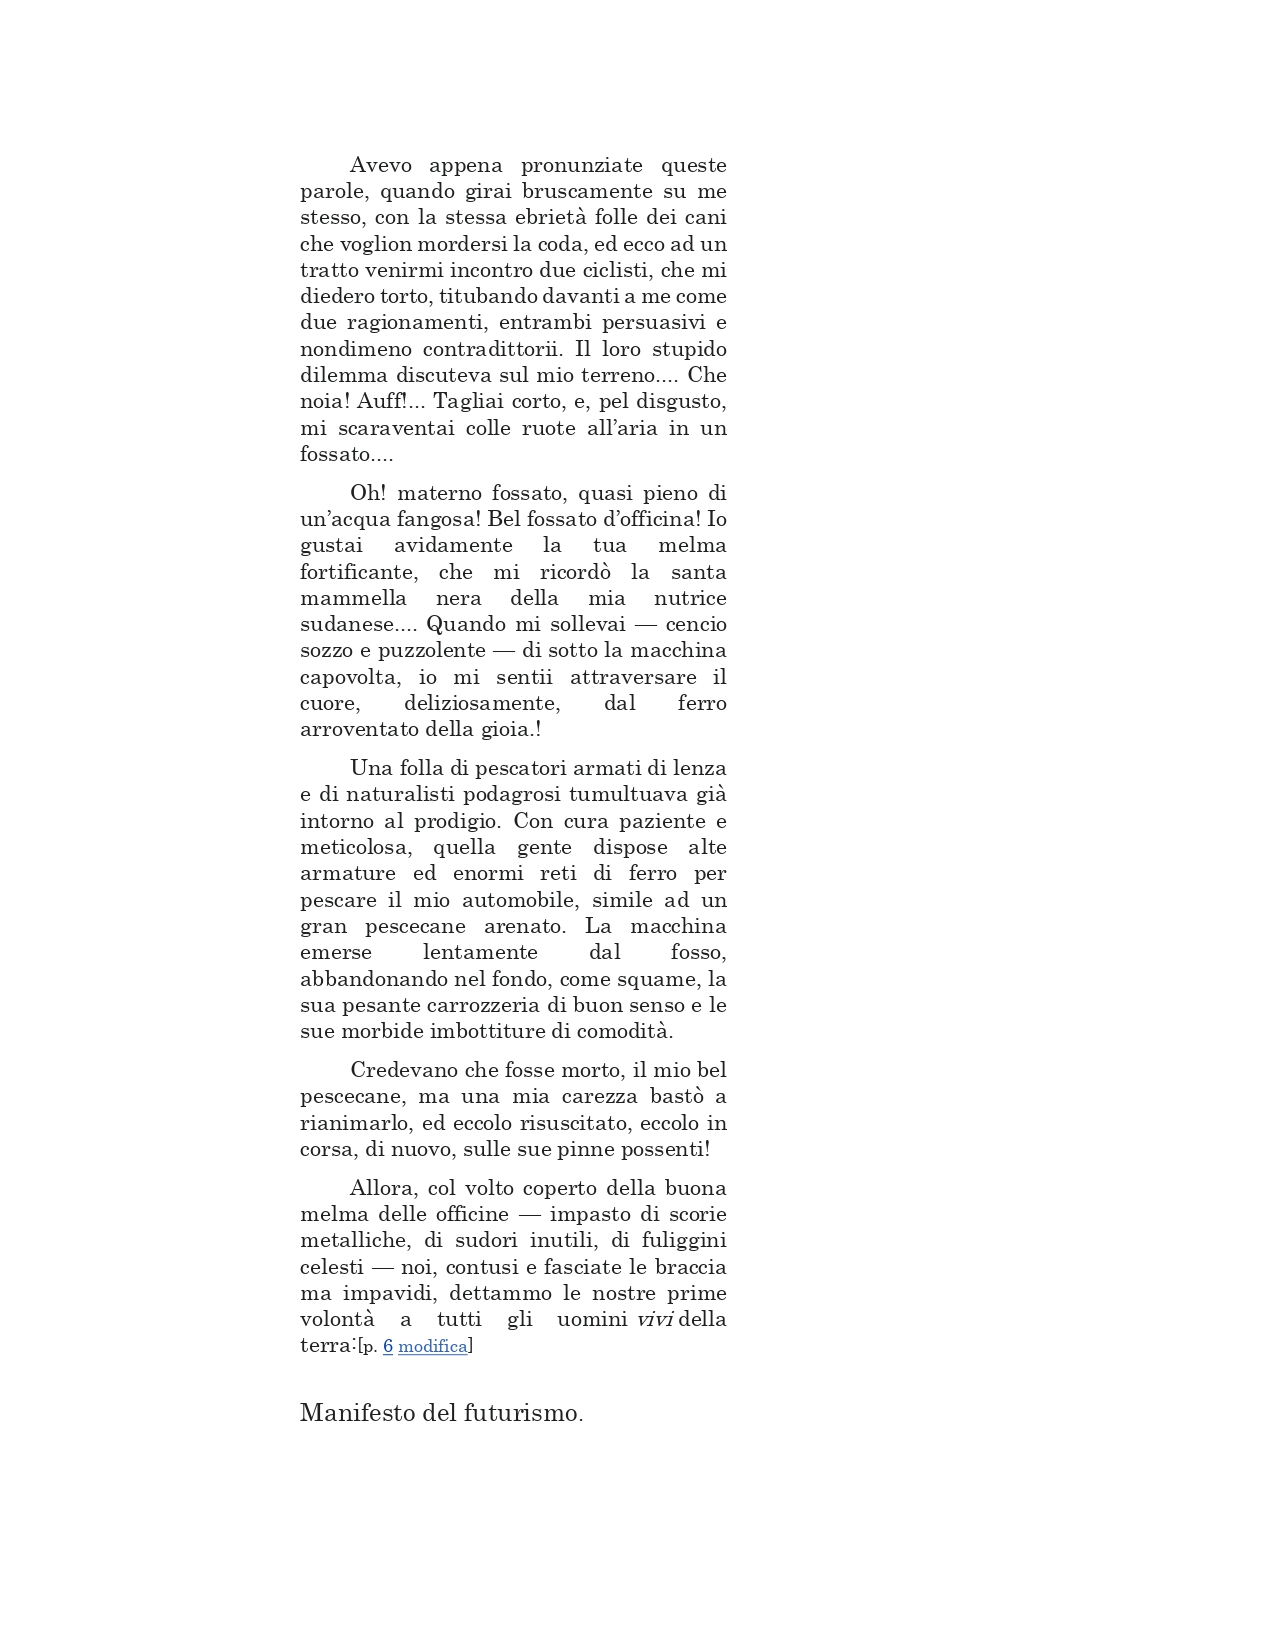 Avevo appena pronunziate queste
parole, quando girai bruscamente su me
stesso, con la stessa ebrietà folle dei cani
che voglion mordersi la coda, ed ecco ad un
tratto venirmi incontro due ciclisti, che mi
diedero torto, titubando davanti a me come
due ragionamenti, entrambi persuasivi e
nondimeno contradittorii. Il loro stupido
dilemma discuteva sul mio terreno.... Che
noia! Auff!... Tagliai corto, e, pel disgusto,
mi scaraventai colle ruote all’aria in un
fossato....
Oh! materno fossato, quasi pieno di
un’acqua fangosa! Bel fossato d’officina! Io
gustai avidamente la tua melma
fortificante, che mi ricordò la santa
mammella nera della mia nutrice
sudanese.... Quando mi sollevai — cencio
sozzo e puzzolente — di sotto la macchina
capovolta, io mi sentii attraversare il
cuore, deliziosamente, dal ferro
arroventato della gioia.!
Una folla di pescatori armati di lenza
e di naturalisti podagrosi tumultuava già
intorno al prodigio. Con cura paziente e
meticolosa, quella gente dispose alte
armature ed enormi reti di ferro per
pescare il mio automobile, simile ad un
gran pescecane arenato. La macchina
emerse lentamente dal fosso,
abbandonando nel fondo, come squame, la
sua pesante carrozzeria di buon senso e le
sue morbide imbottiture di comodità.
Credevano che fosse morto, il mio bel
pescecane, ma una mia carezza bastò a
rianimarlo, ed eccolo risuscitato, eccolo in
corsa, di nuovo, sulle sue pinne possenti!
Allora, col volto coperto della buona
melma delle officine — impasto di scorie
metalliche, di sudori inutili, di fuliggini
celesti — noi, contusi e fasciate le braccia
ma impavidi, dettammo le nostre prime
volontà a tutti gli uomini vivi della
terra:[p. 6 modifica]
Manifesto del futurismo.